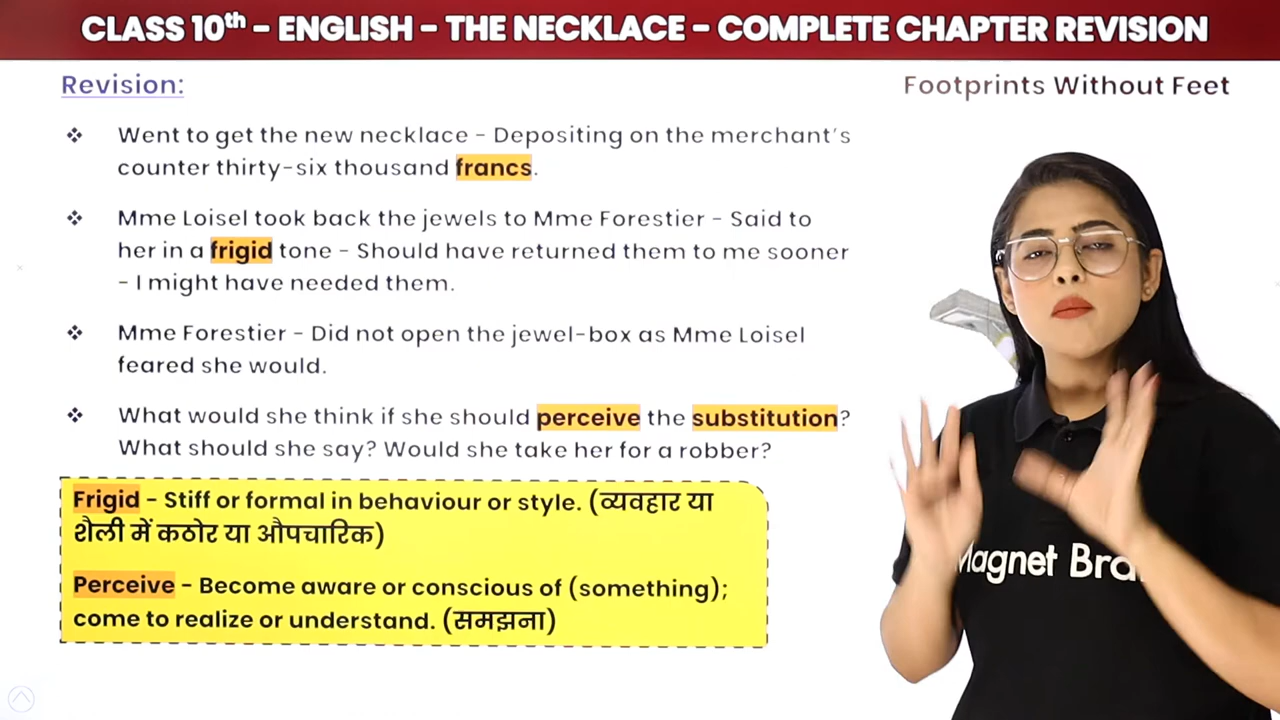 CLASS 10th - ENGLISH - THE NECKLACE - COMPLETE CHAPTER REVISION
Revision:
Footprints Without Feet
❖ Went to get the new necklace - Depositing on the merchant's
counter thirty-six thousand francs.
❖ Mme Loisel took back the jewels to Mme Forestier - Said to
her in a frigid tone - Should have returned them to me sooner
- I might have needed them.
❖ Mme Forestier - Did not open the jewel-box as Mme Loisel
feared she would.
❖ What would she think if she should perceive the substitution?
What should she say? Would she take her for a robber?
Frigid - Stiff or formal in behaviour or style. (व्यवहार या
शैली में कठोर या औपचारिक)
Perceive - Become aware or conscious of (something);
come to realize or understand. (समझना)
Magnet Bra